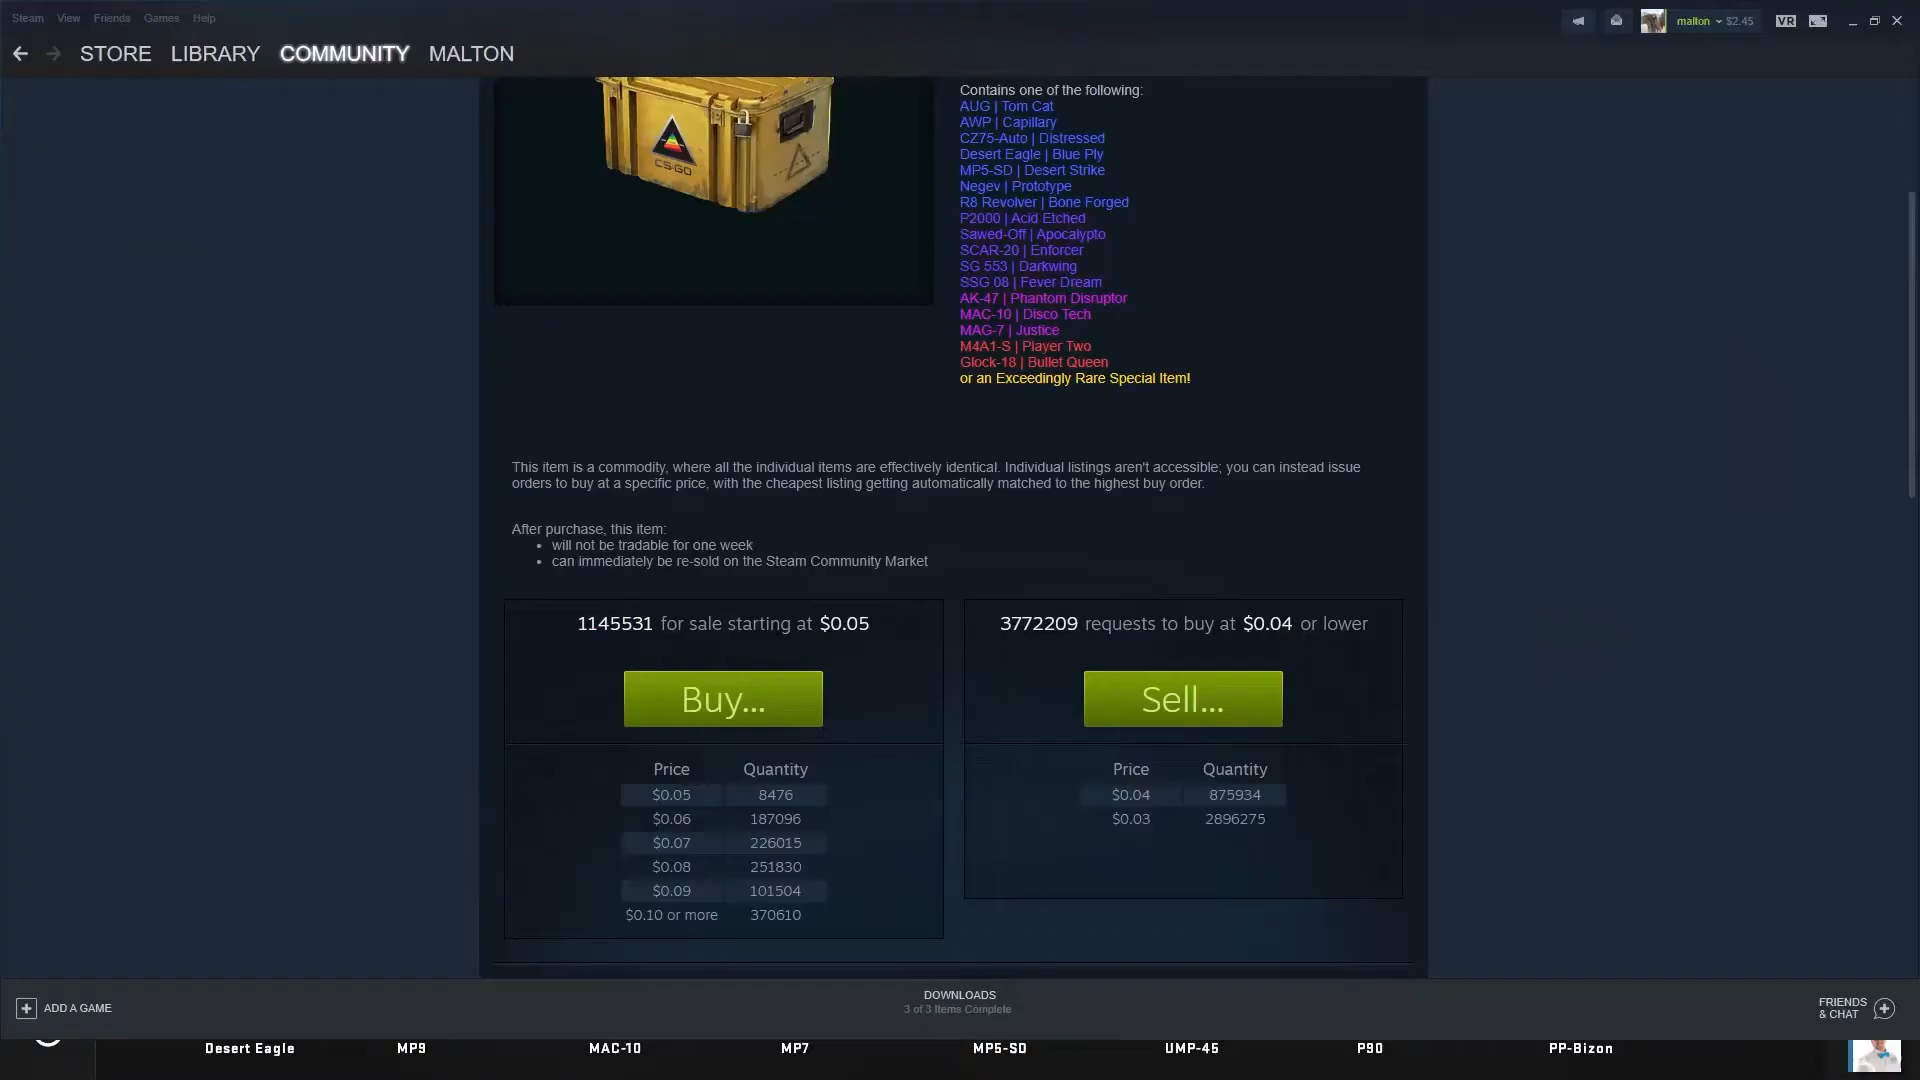 Steam View Friends Games Help
malton $2.45 VR
STORE LIBRARY COMMUNITY MALTON
CS:GO
Contains one of the following:
AUG | Tom Cat
AWP | Capillary
CZ75-Auto | Distressed
Desert Eagle | Blue Ply
MP5-SD | Desert Strike
Negev | Prototype
R8 Revolver | Bone Forged
P2000 | Acid Etched
Sawed-Off | Apocalypto
SCAR-20 | Enforcer
SG 553 | Darkwing
SSG 08 | Fever Dream
AK-47 | Phantom Disruptor
MAC-10 | Disco Tech
MAG-7 | Justice
M4A1-S | Player Two
Glock-18 | Bullet Queen
or an Exceedingly Rare Special Item!
This item is a commodity, where all the individual items are effectively identical. Individual listings aren't accessible; you can instead issue
orders to buy at a specific price, with the cheapest listing getting automatically matched to the highest buy order.
After purchase, this item:
• will not be tradable for one week
• can immediately be re-sold on the Steam Community Market
1145531 for sale starting at $0.05
Buy...
Price Quantity
$0.05 8476
$0.06 187096
$0.07 226015
$0.08 251830
$0.09 101504
$0.10 or more 370610
3772209 requests to buy at $0.04 or lower
Sell...
Price Quantity
$0.04 875934
$0.03 2896275
ADD A GAME
DOWNLOADS
3 of 3 Items Complete
FRIENDS
& CHAT
Desert Eagle MP9 MAC-10 MP7 MP5-SD UMP-45 P90 PP-Bizon